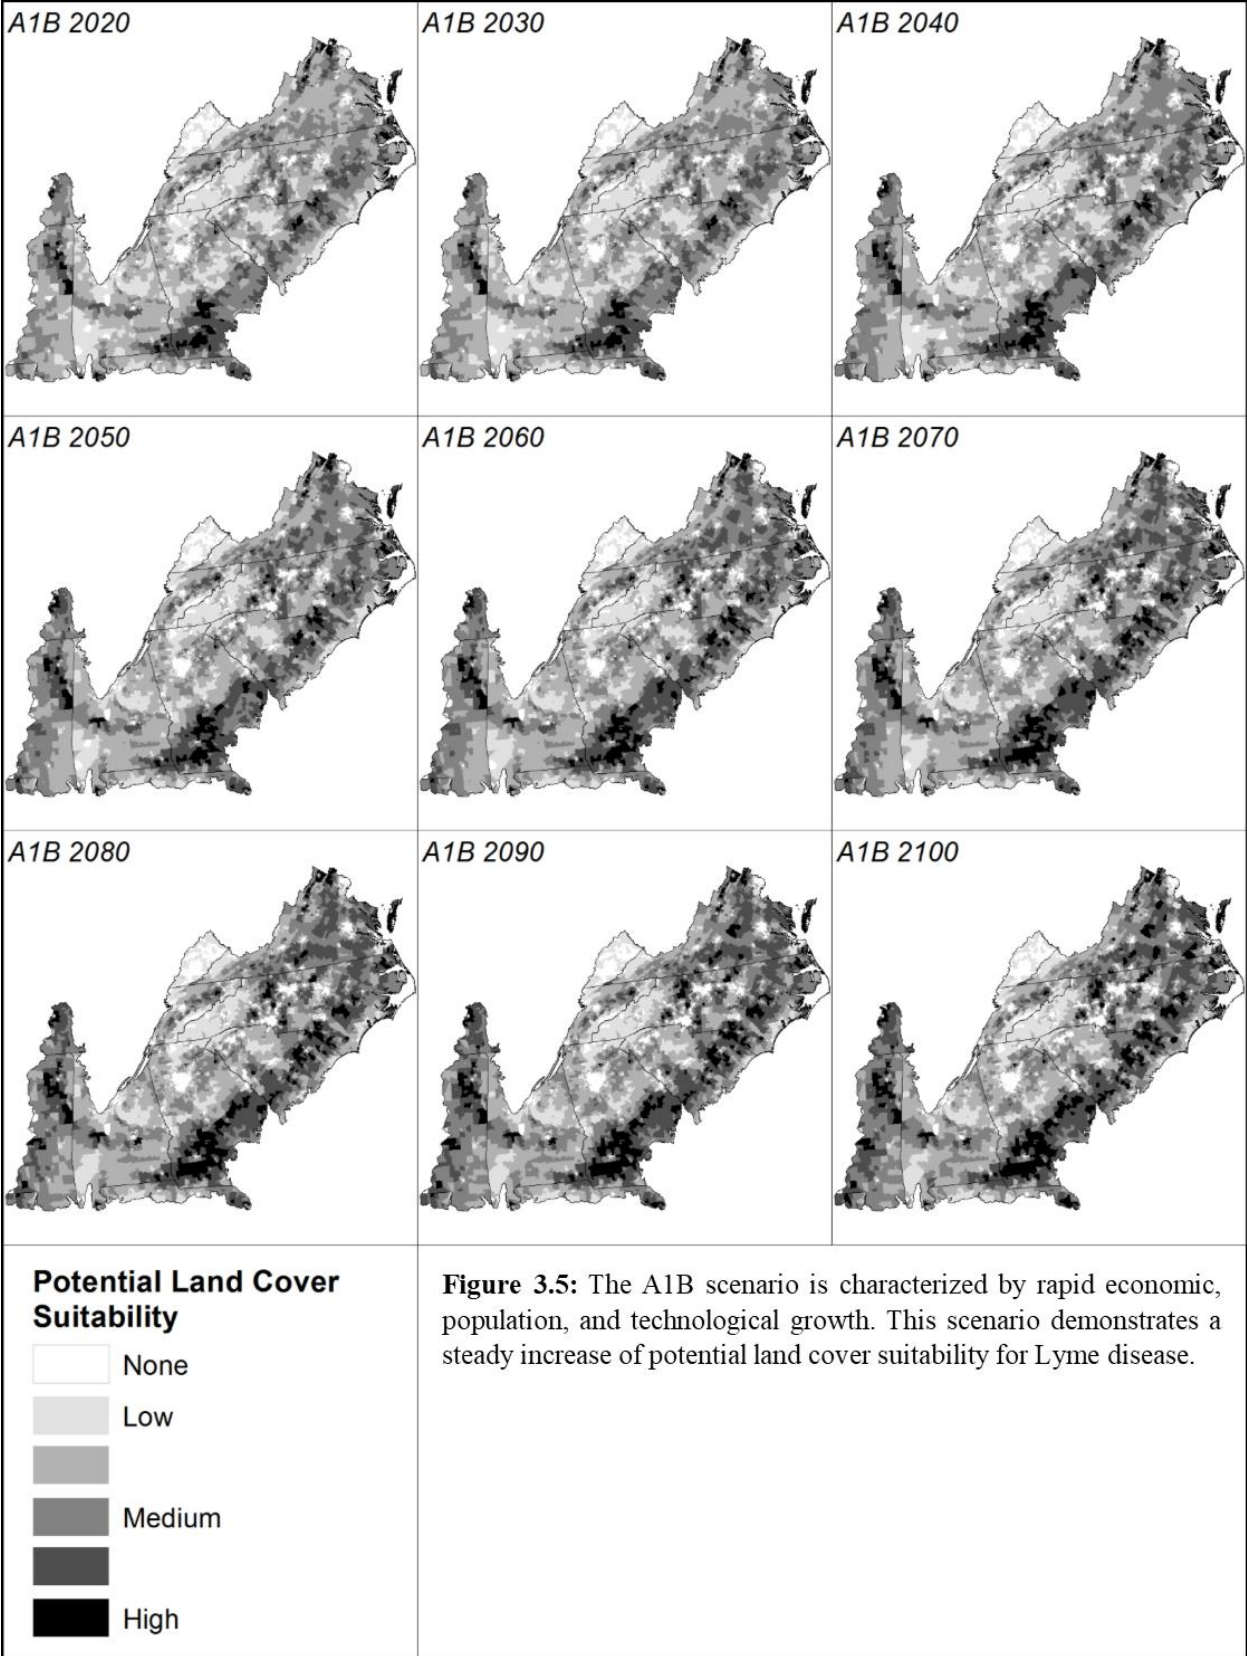 A1B 2020
A1B 2030
A1B 2040
A1B 2050
A1B 2060
A1B 2070
A1B 2080
A1B 2090
A1B 2100
Potential Land Cover
Suitability
None
Low
Medium
High
Figure 3.5: The A1B scenario is characterized by rapid economic,
population, and technological growth. This scenario demonstrates a
steady increase of potential land cover suitability for Lyme disease.